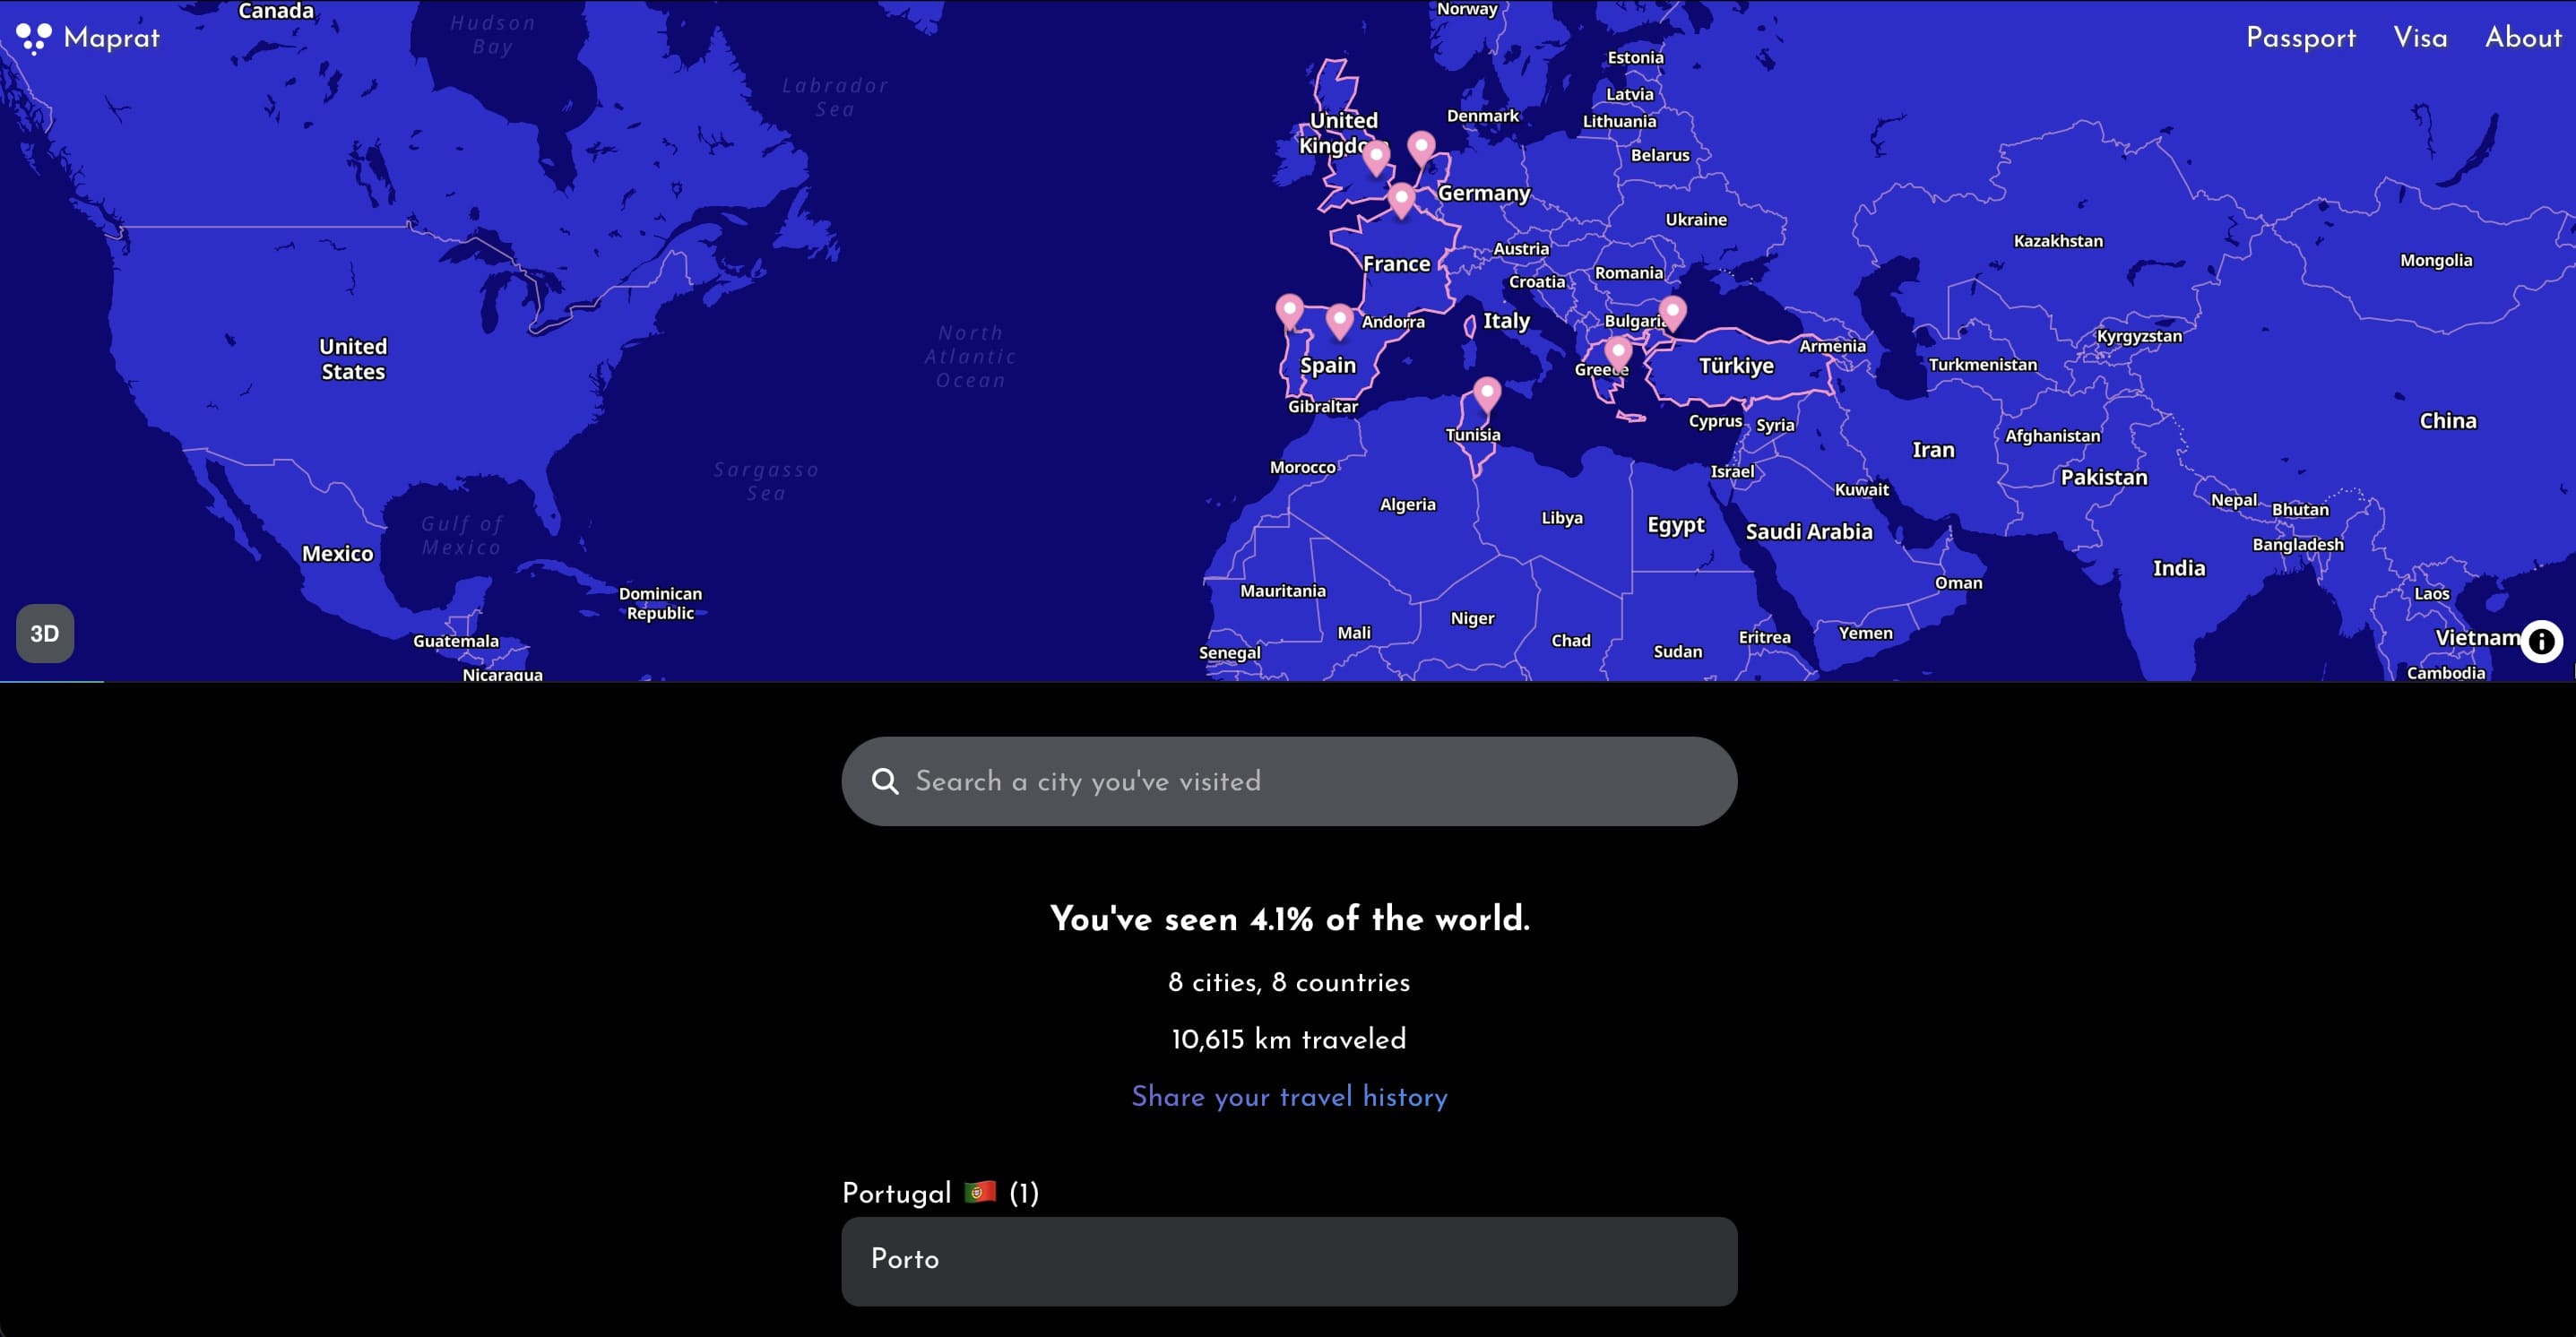 Maprat
Passport
Visa
About
Canada
Hudson
Bay
Labrador
Sea
Norway
Estonia
Latvia
Lithuania
Denmark
Belarus
United
Kingdo
Germany
Ukraine
Austria
Kazakhstan
Mongolia
France
Croatia
Romania
Andorra
Italy
Bulgaria
Armenia
Kyrgyzstan
Turkmenistan
North
Atlantic
Ocean
United
States
Spain
Greece
Türkiye
Gibraltar
Tunisia
Cyprus
Syria
Iran
Afghanistan
China
Sargasso
Sea
Morocco
Israel
Kuwait
Pakistan
Nepal
Bhutan
Algeria
Libya
Egypt
Saudi Arabia
Bangladesh
Gulf of
Mexico
Mexico
India
Dominican
Republic
Mauritania
Oman
Laos
3D
Guatemala
Mali
Niger
Chad
Eritrea
Yemen
Vietnam
Senegal
Sudan
Nicaragua
Cambodia
Search a city you've visited
You've seen 4.1% of the world.
8 cities, 8 countries
10,615 km traveled
Share your travel history
Portugal 🇵🇹 (1)
Porto